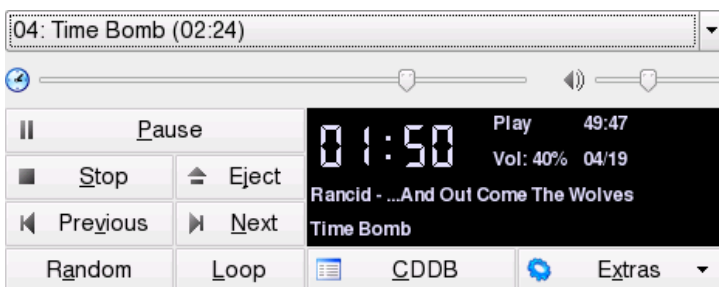 04: Time Bomb (02:24)
Pause
Stop
Eject
Previous
Next
Random
Loop
01:50
Play 49:47
Vol: 40% 04/19
Rancid - ...And Out Come The Wolves
Time Bomb
CDDB
Extras